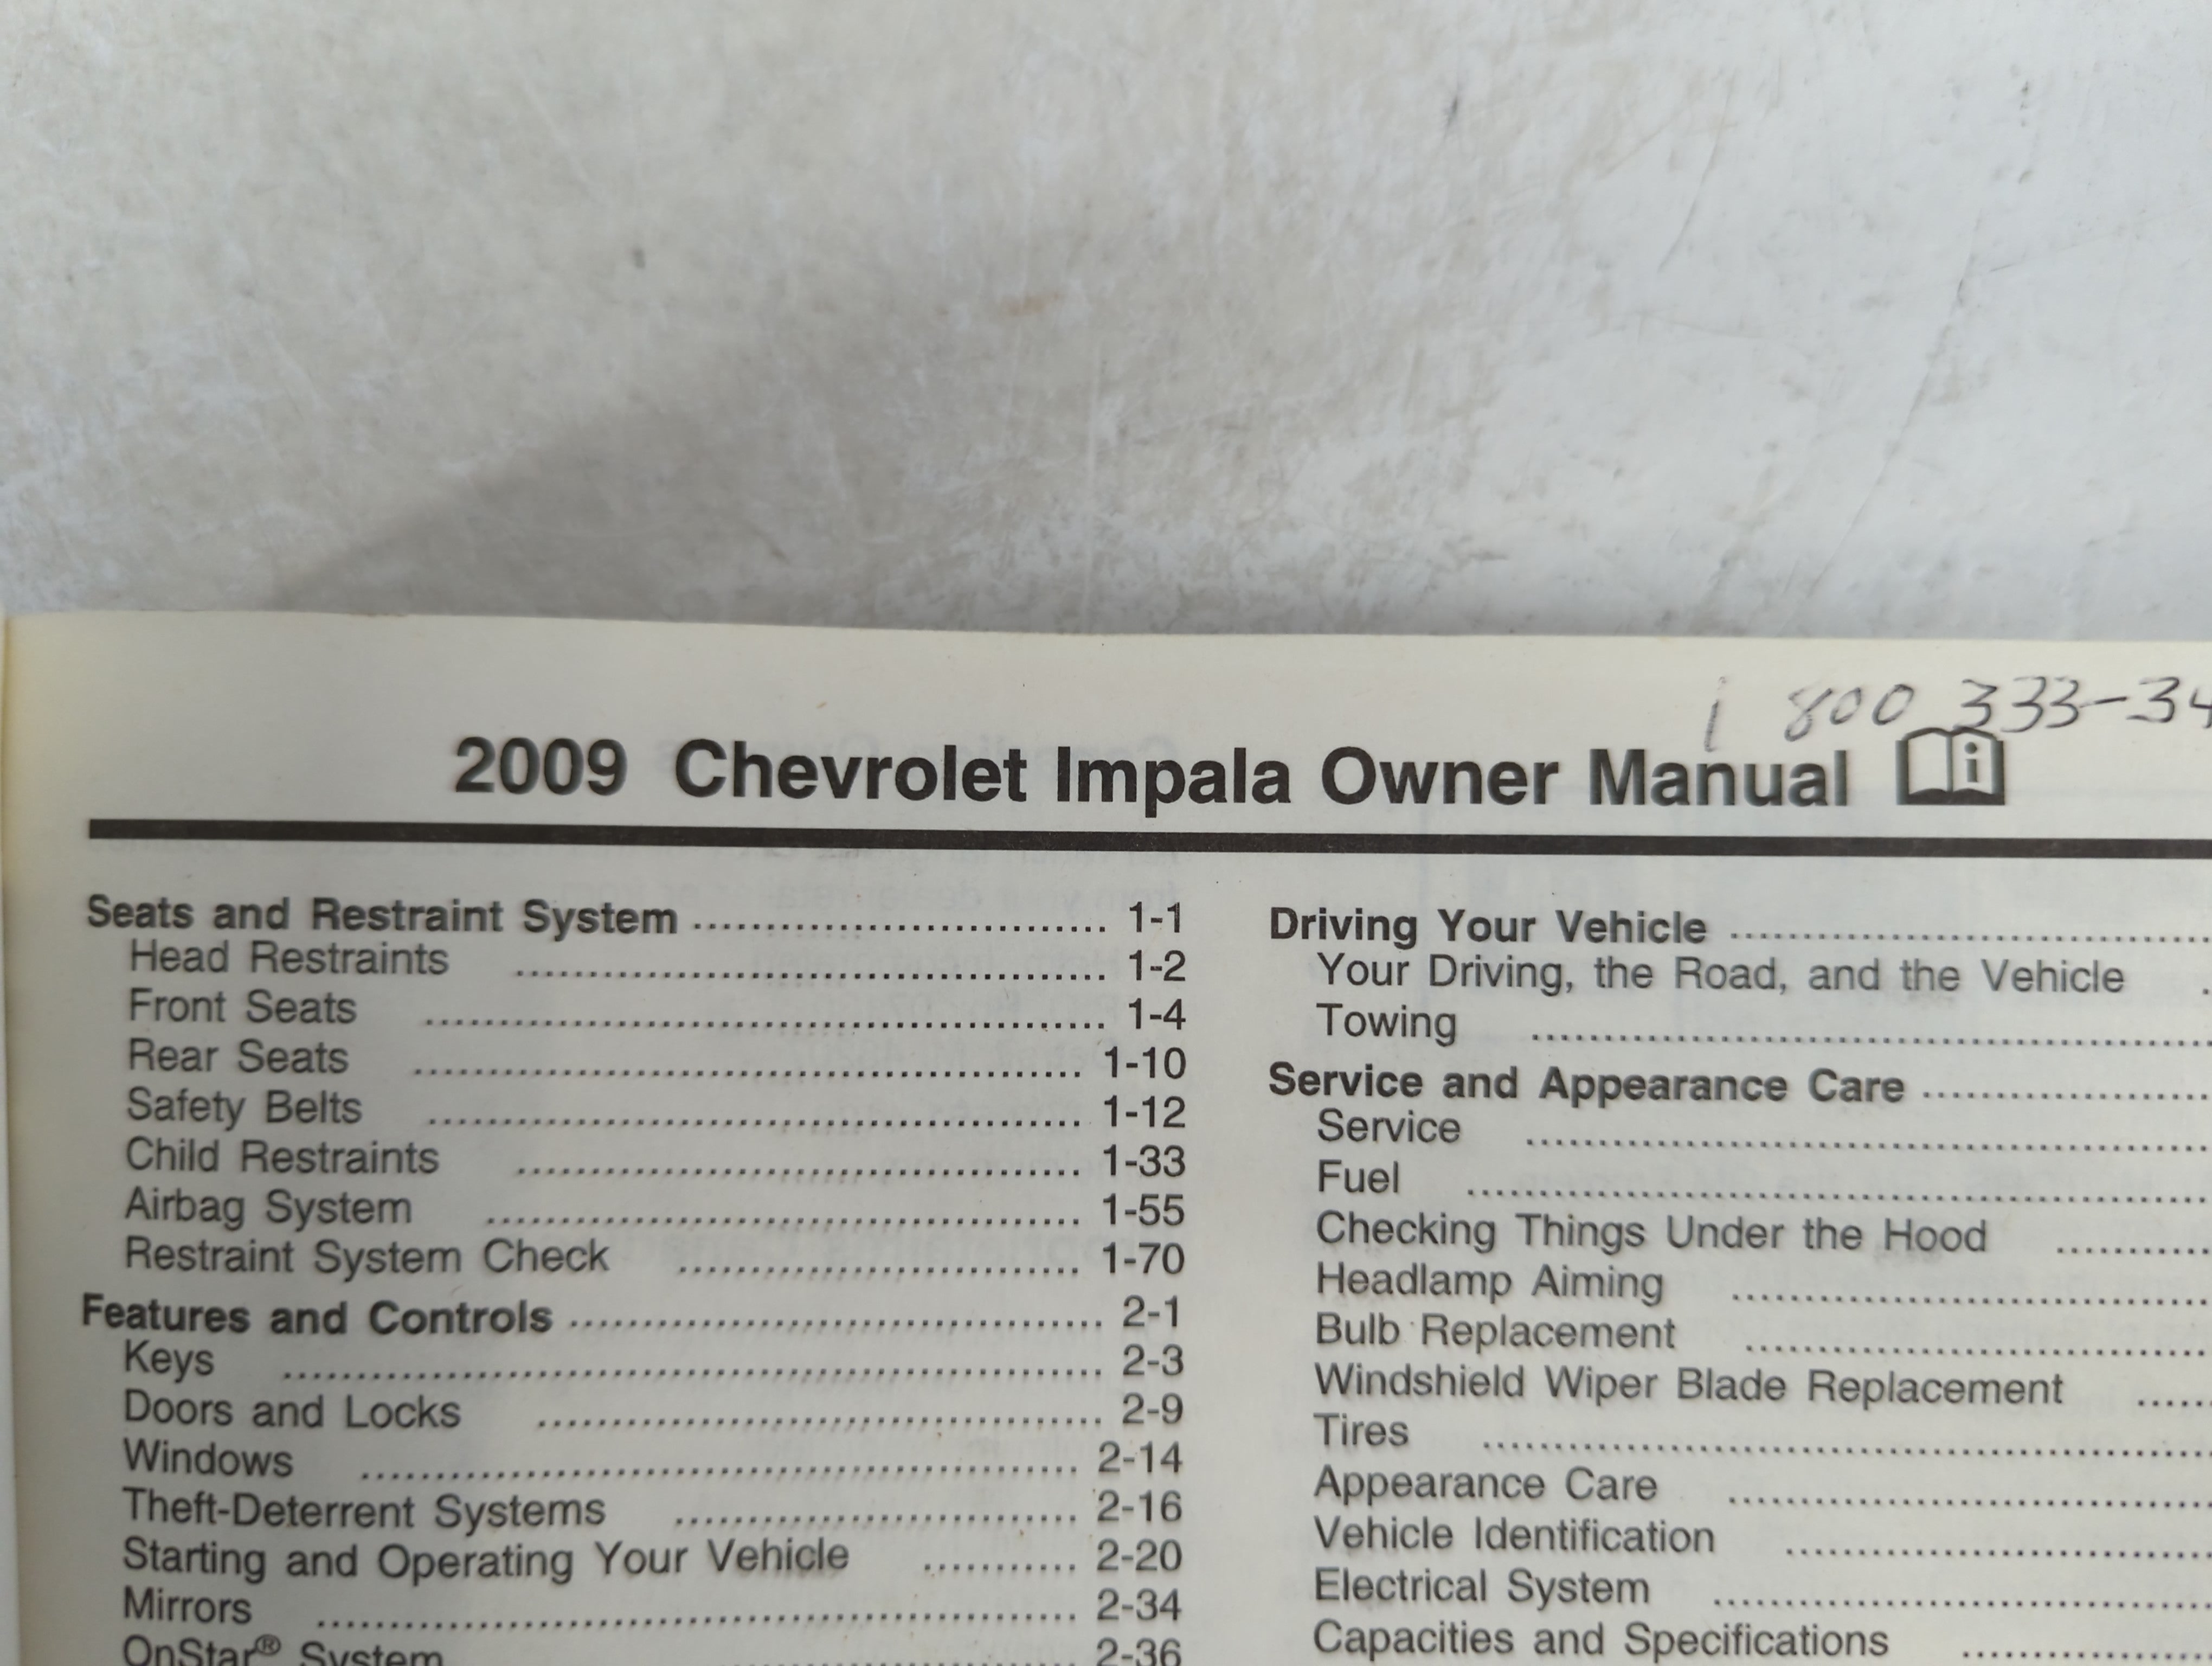 1 800 333-34
2009 Chevrolet Impala Owner Manual
Seats and Restraint System .............................. 1-1
Head Restraints .............................. 1-2
Front Seats .............................. 1-4
Rear Seats .............................. 1-10
Safety Belts .............................. 1-12
Child Restraints .............................. 1-33
Airbag System .............................. 1-55
Restraint System Check .............................. 1-70
Features and Controls .............................. 2-1
Keys .............................. 2-3
Doors and Locks .............................. 2-9
Windows .............................. 2-14
Theft-Deterrent Systems .............................. 2-16
Starting and Operating Your Vehicle ........... 2-20
Mirrors .............................. 2-34
OnStar® System .............................. 2-36
Driving Your Vehicle ..............................
Your Driving, the Road, and the Vehicle .
Towing ..............................
Service and Appearance Care ..............................
Service ..............................
Fuel ..............................
Checking Things Under the Hood ...........
Headlamp Aiming ..............................
Bulb Replacement ..............................
Windshield Wiper Blade Replacement .....
Tires ..............................
Appearance Care ..............................
Vehicle Identification ..............................
Electrical System ..............................
Capacities and Specifications ....................